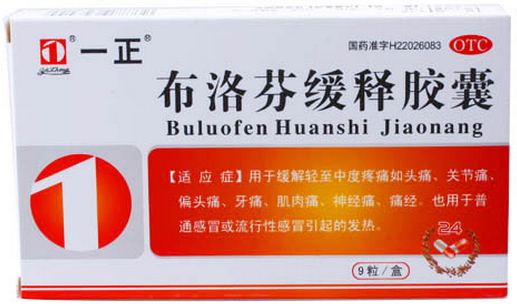 一正
国药准字H22026083 OTC
布洛芬缓释胶囊
Buluofen Huanshi Jiaonang
【适应症】用于缓解轻至中度疼痛如头痛、关节痛、
偏头痛、牙痛、肌肉痛、神经痛、痛经。也用于普
通感冒或流行性感冒引起的发热。
24
9粒/盒